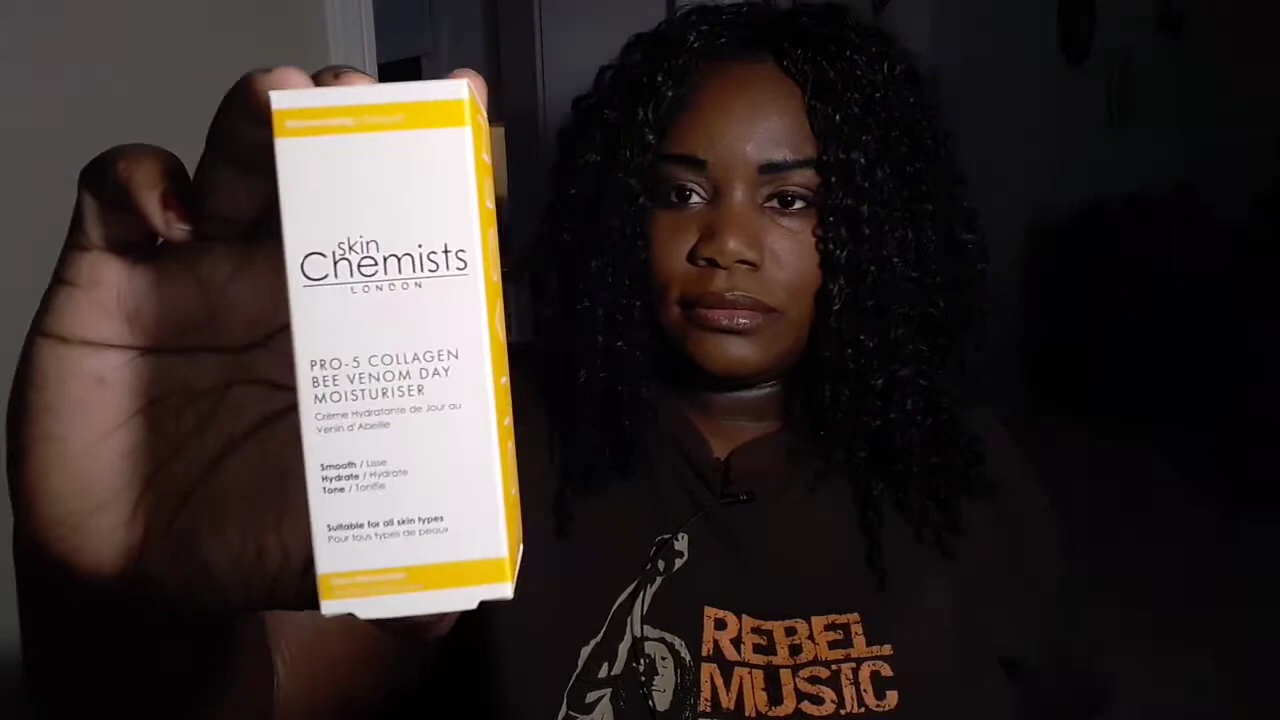 skin
Chemists
LONDON
PRO-5 COLLAGEN
BEE VENOM DAY
MOISTURISER
Crème Hydratante de Jour au
Venin d'Abeille
Smooth / Lisse
Hydrate / Hydrate
Tone / Tonifie
Suitable for all skin types
Pour tous types de peaux
REBEL
MUSIC